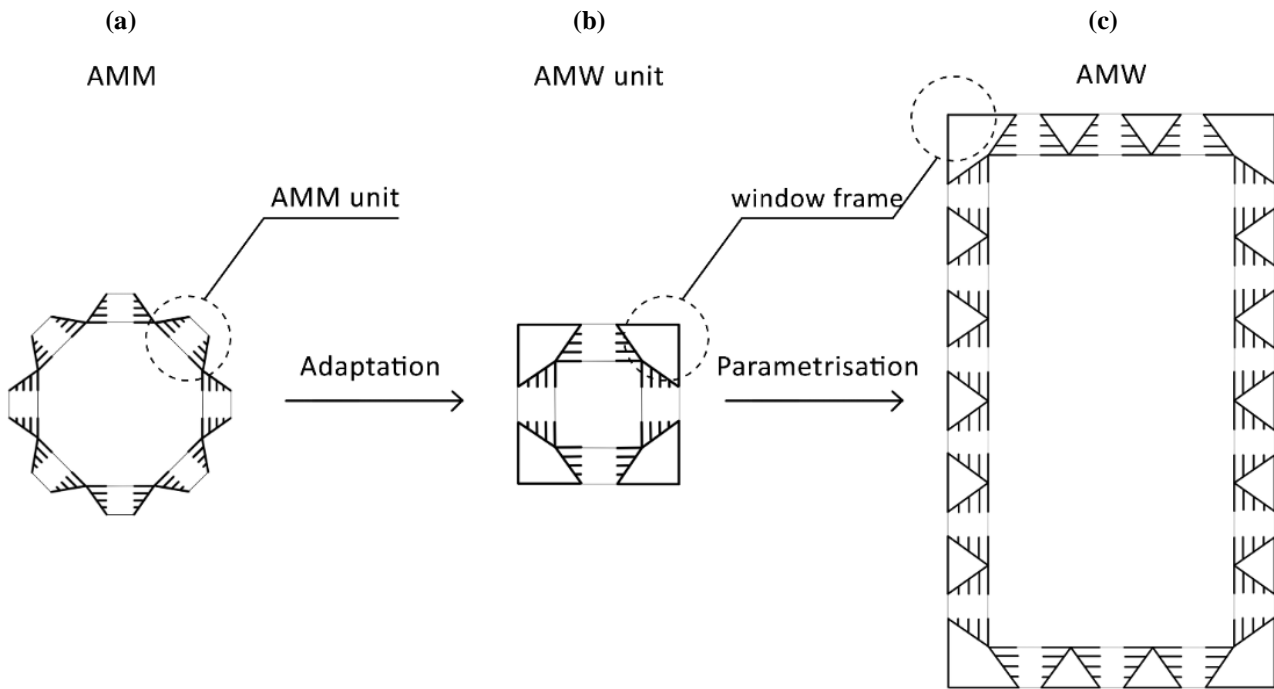 (a)
(b)
(c)
AMM
AMW unit
AMW
AMM unit
window frame
Adaptation
Parametrisation